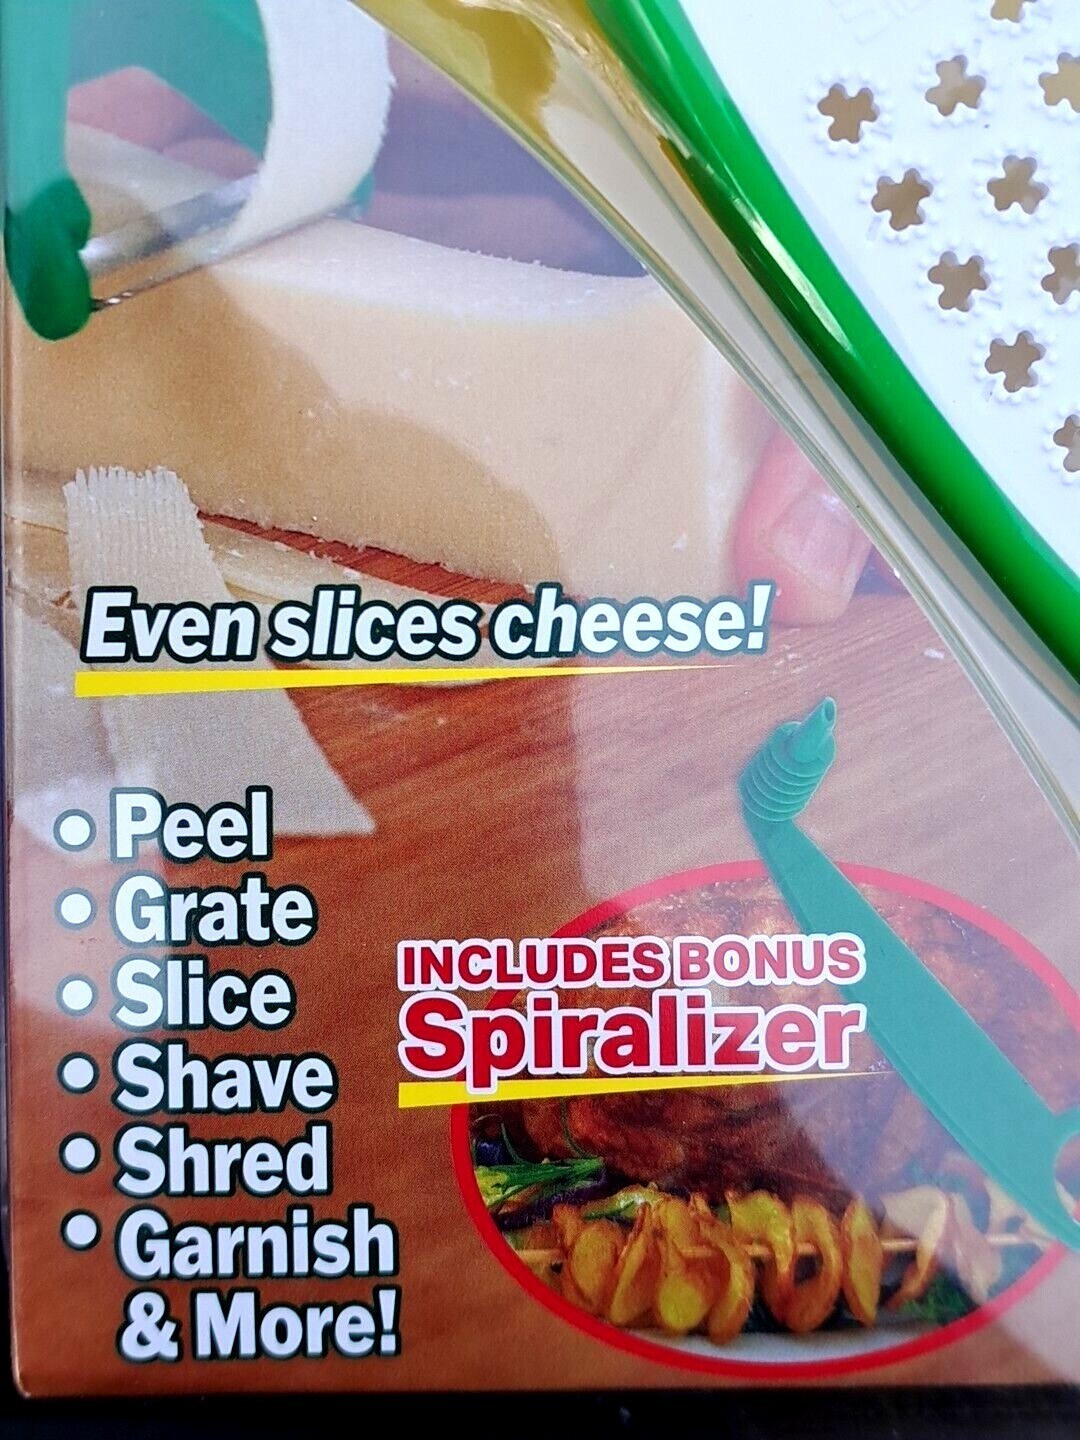 Even slices cheese!
• Peel
• Grate
• Slice
• Shave
• Shred
• Garnish
& More!
INCLUDES BONUS
Spiralizer